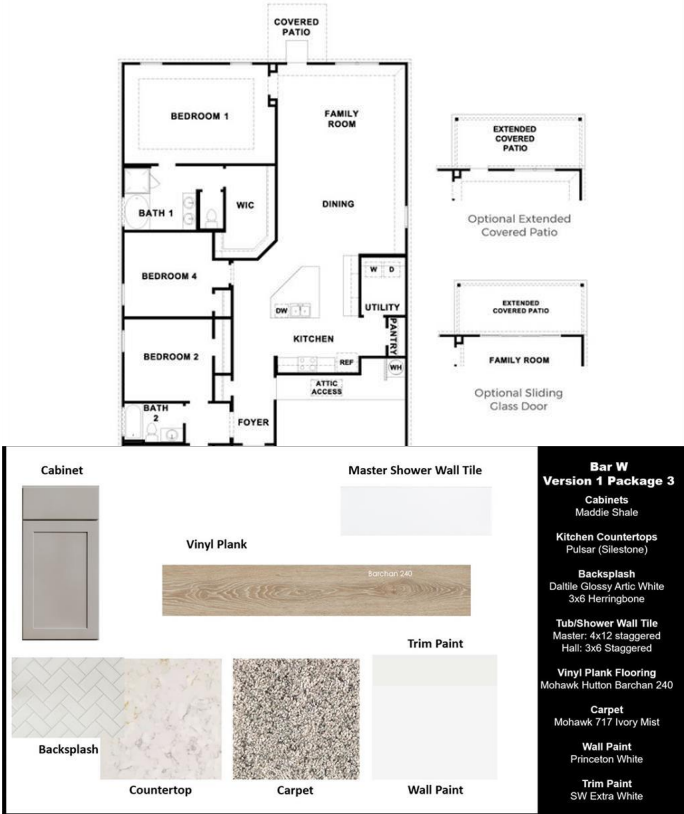 COVERED
PATIO
BEDROOM 1
FAMILY
ROOM
BATH 1
WIC
DINING
BEDROOM 4
W D
UTILITY
DW
KITCHEN
PANTRY
BEDROOM 2
REF
WH
ATTIC
ACCESS
BATH
2
FOYER
EXTENDED
COVERED
PATIO
Optional Extended
Covered Patio
EXTENDED
COVERED PATIO
FAMILY ROOM
Optional Sliding
Glass Door
Cabinet
Master Shower Wall Tile
Vinyl Plank
Barchan 240
Trim Paint
Backsplash
Countertop
Carpet
Wall Paint
Bar W
Version 1 Package 3
Cabinets
Maddie Shale
Kitchen Countertops
Pulsar (Silestone)
Backsplash
Daltile Glossy Artic White
3x6 Herringbone
Tub/Shower Wall Tile
Master: 4x12 staggered
Hall: 3x6 Staggered
Vinyl Plank Flooring
Mohawk Hutton Barchan 240
Carpet
Mohawk 717 Ivory Mist
Wall Paint
Princeton White
Trim Paint
SW Extra White